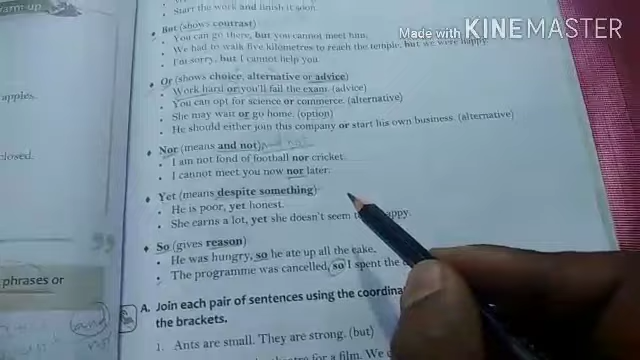 Made with KINEMASTER
Start the work and finish it soon.
But (shows contrast)
You can go there, but you cannot meet him.
We had to walk five kilometres to reach the temple, but we were happy.
I'm sorry, but I cannot help you.
Or (shows choice, alternative or advice)
apples.
Work hard or you'll fail the exam. (advice)
You can opt for science or commerce. (alternative)
She may wait or go home. (option)
He should either join this company or start his own business. (alternative)
Nor (means and not)
closed.
I am not fond of football nor cricket.
I cannot meet you now nor later.
Yet (means despite something)
He is poor, yet honest.
She earns a lot, yet she doesn't seem happy.
So (gives reason)
He was hungry, so he ate up all the cake.
phrases or
The programme was cancelled, so I spent the
A. Join each pair of sentences using the
the brackets.
and
1. Ants are small. They are strong. (but)
for a film. We